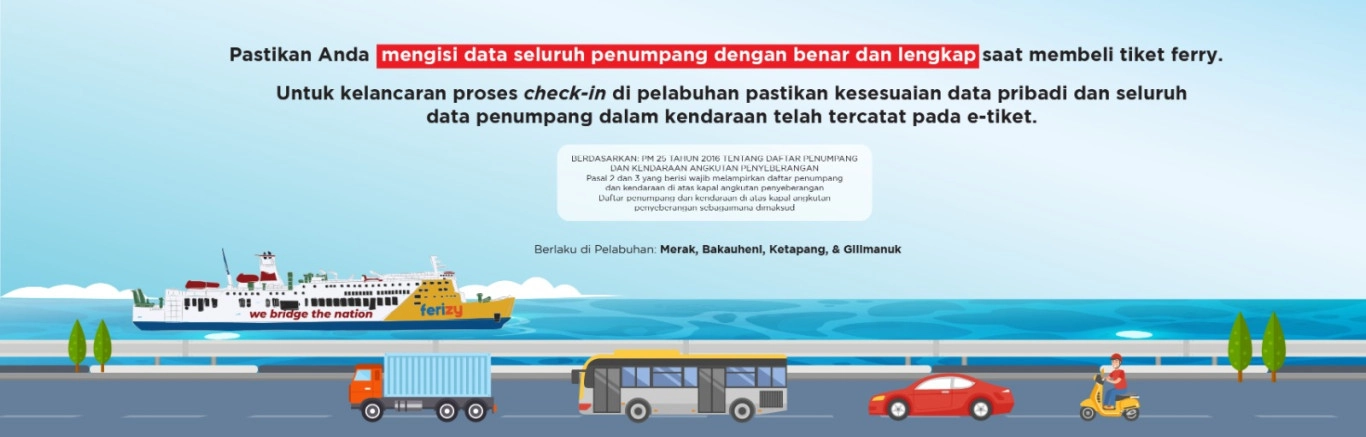 Pastikan Anda mengisi data seluruh penumpang dengan benar dan lengkap saat membeli tiket ferry.
Untuk kelancaran proses check-in di pelabuhan pastikan kesesuaian data pribadi dan seluruh
data penumpang dalam kendaraan telah tercatat pada e-tiket.
BERDASARKAN: PM 25 TAHUN 2016 TENTANG DAFTAR PENUMPANG
DAN KENDARAAN ANGKUTAN PENYEBERANGAN
Pasal 2 dan 3 yang berisi wajib melampirkan daftar penumpang
dan kendaraan di atas kapal angkutan penyeberangan
Daftar penumpang dan kendaraan di atas kapal angkutan
penyeberangan sebagaimana dimaksud
Berlaku di Pelabuhan: Merak, Bakauheni, Ketapang, & Gilimanuk
we bridge the nation
ferizy